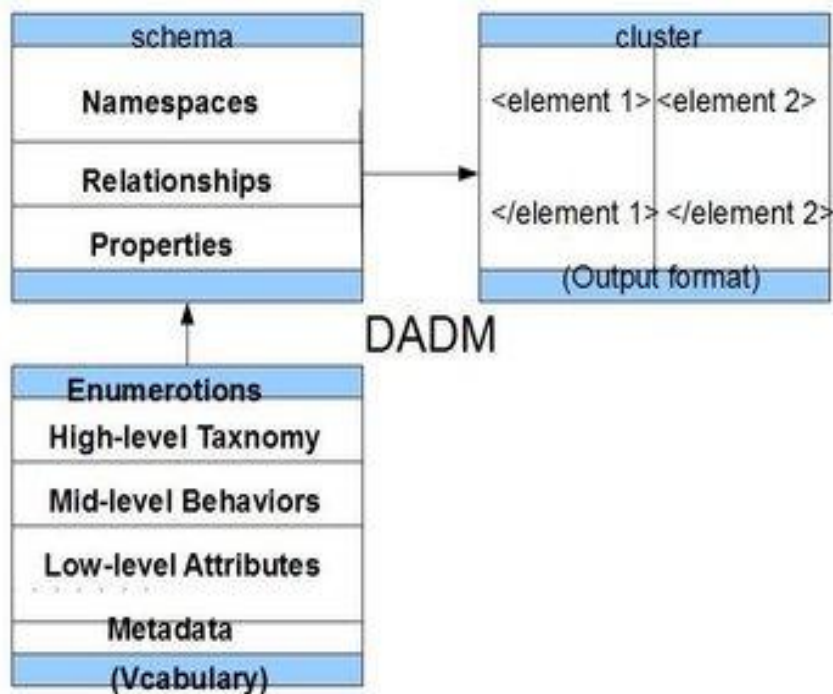 schema
Namespaces
Relationships
Properties
cluster
<element 1> <element 2>
</element 1> </element 2>
(Output format)
DADM
Enumerotions
High-level Taxnomy
Mid-level Behaviors
Low-level Attributes
Metadata
(Vcabulary)